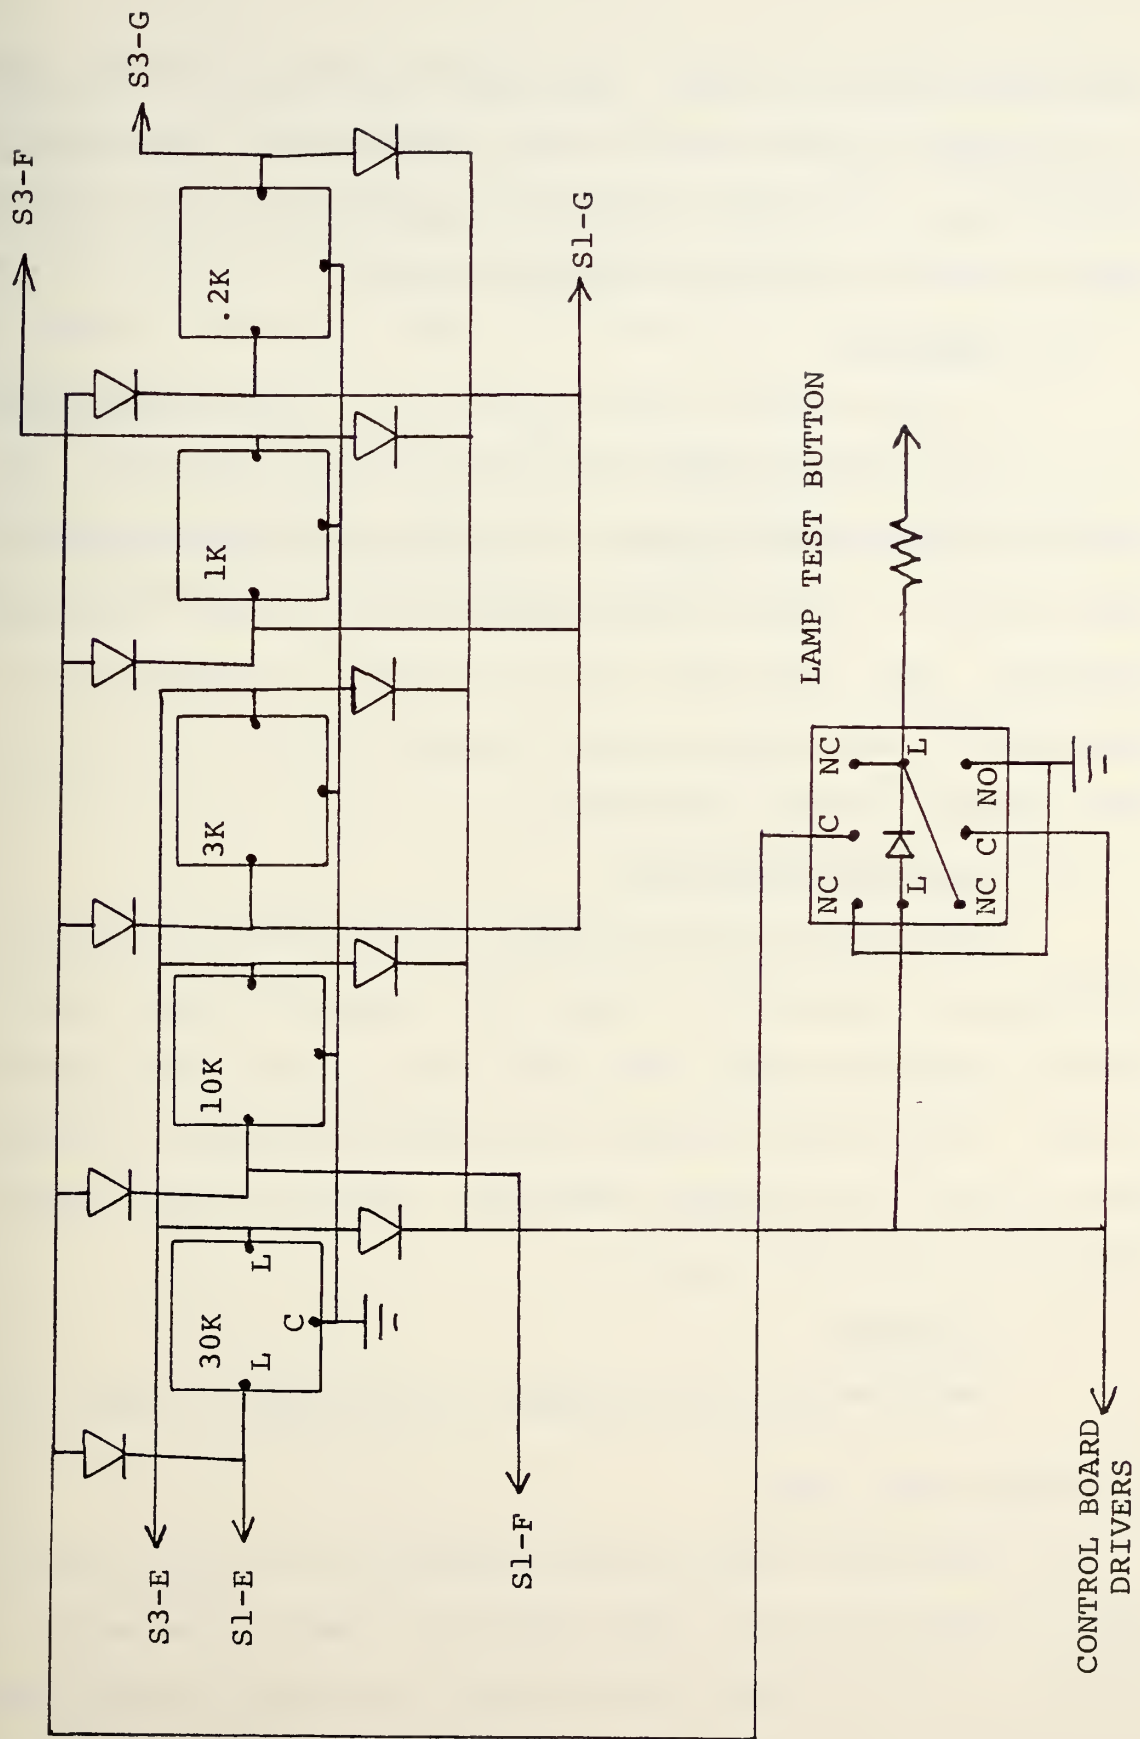 S3-G
S3-F
.2K
S1-G
1K
3K
10K
30K
L
L
C
S3-E
S1-E
S1-F
LAMP TEST BUTTON
NC
C
NC
L
L
NO
C
NC
CONTROL BOARD
DRIVERS